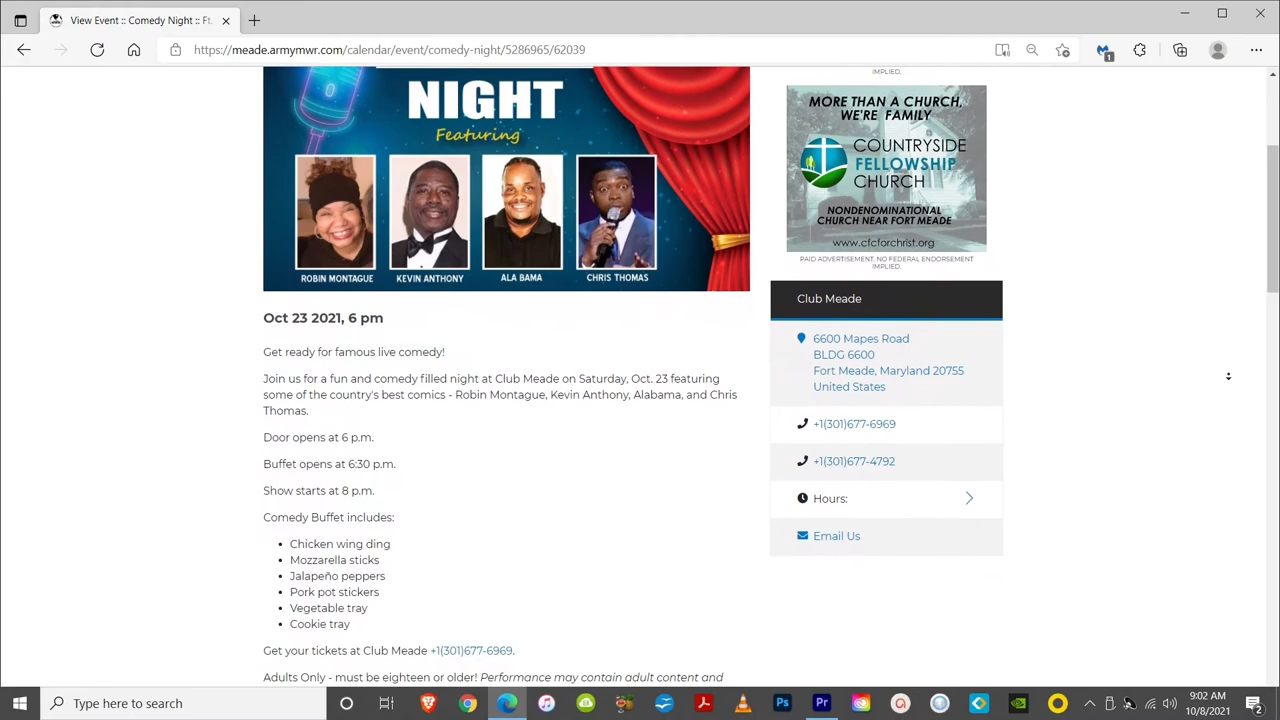 View Event :: Comedy Night :: Ft.
https://meade.armymwr.com/calendar/event/comedy-night/5286965/62039
1
NIGHT
Featuring
ROBIN MONTAGUE
KEVIN ANTHONY
ALA BAMA
CHRIS THOMAS
Oct 23 2021, 6 pm
Get ready for famous live comedy!
Join us for a fun and comedy filled night at Club Meade on Saturday, Oct. 23 featuring
some of the country's best comics - Robin Montague, Kevin Anthony, Alabama, and Chris
Thomas.
Door opens at 6 p.m.
Buffet opens at 6:30 p.m.
Show starts at 8 p.m.
Comedy Buffet includes:
• Chicken wing ding
• Mozzarella sticks
• Jalapeño peppers
• Pork pot stickers
• Vegetable tray
• Cookie tray
Get your tickets at Club Meade +1(301)677-6969.
Adults Only - must be eighteen or older! Performance may contain adult content and
IMPLIED.
MORE THAN A CHURCH,
WE'RE FAMILY
COUNTRYSIDE
FELLOWSHIP
CHURCH
NONDENOMINATIONAL
CHURCH NEAR FORT MEADE
www.cfcforchrist.org
PAID ADVERTISEMENT. NO FEDERAL ENDORSEMENT
IMPLIED.
Club Meade
6600 Mapes Road
BLDG 6600
Fort Meade, Maryland 20755
United States
+1(301)677-6969
+1(301)677-4792
Hours:
Email Us
Type here to search
Ps
Pr
9:02 AM
10/8/2021
2